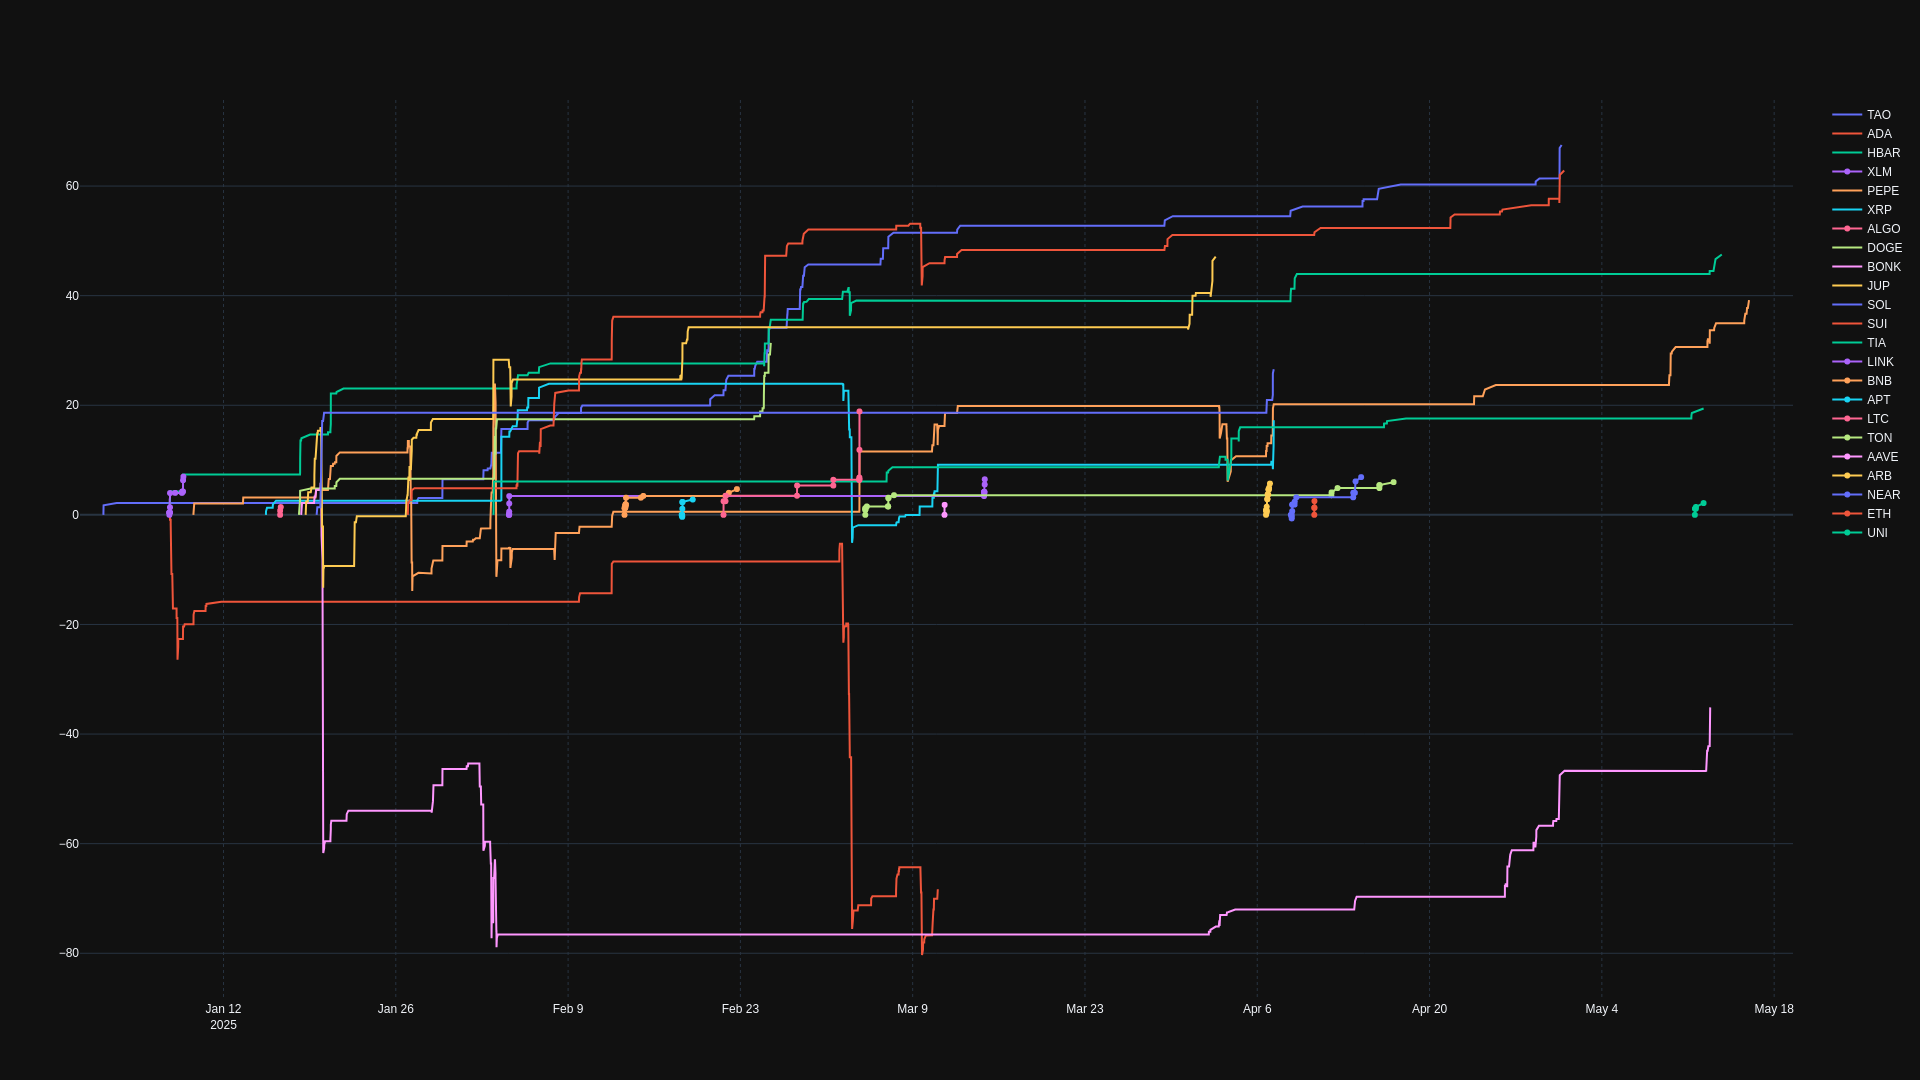 60
40
20
0
−20
−40
−60
−80
Jan 12
2025
Jan 26
Feb 9
Feb 23
Mar 9
Mar 23
Apr 6
Apr 20
May 4
May 18
TAO
ADA
HBAR
XLM
PEPE
XRP
ALGO
DOGE
BONK
JUP
SOL
SUI
TIA
LINK
BNB
APT
LTC
TON
AAVE
ARB
NEAR
ETH
UNI